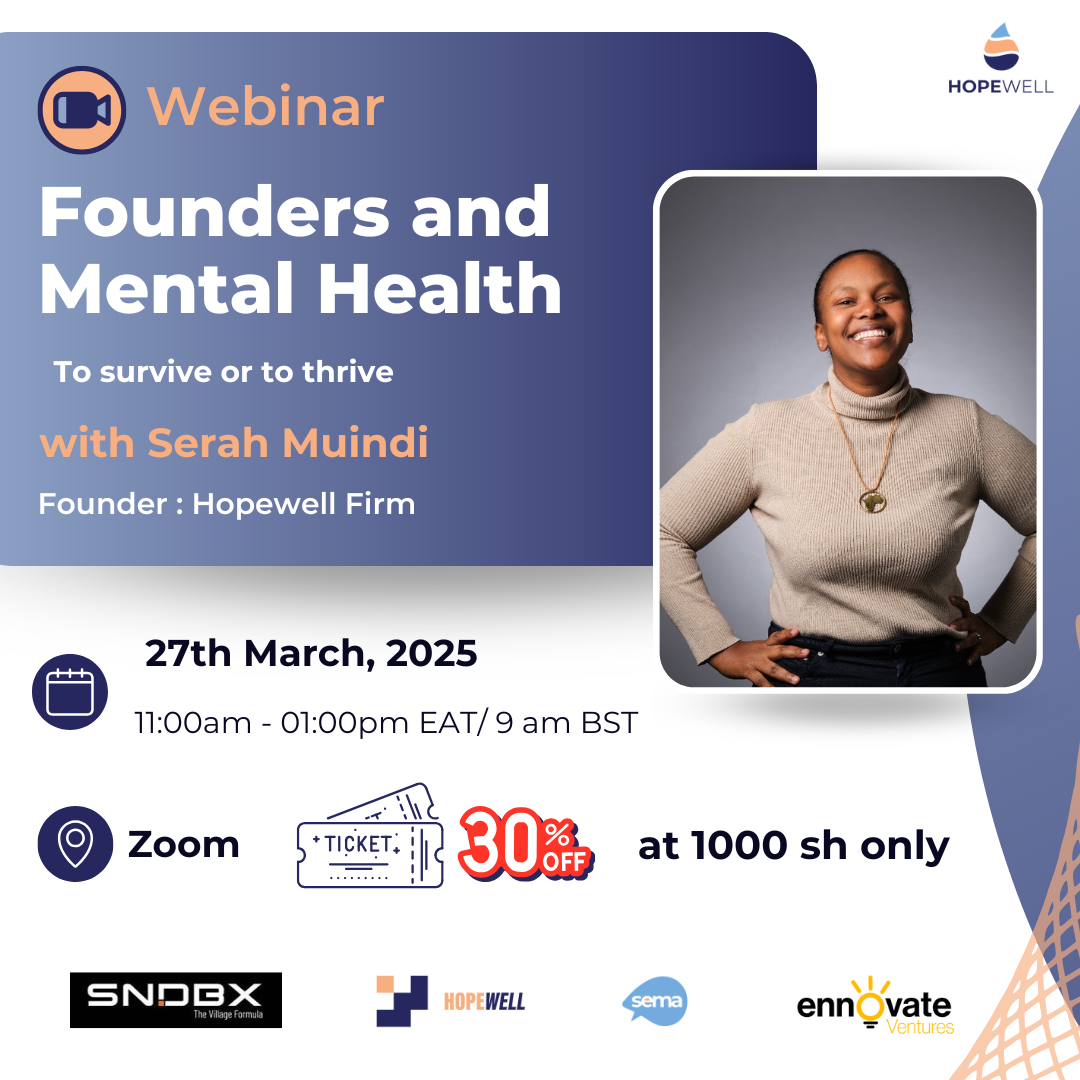 HOPEWELL
Webinar
Founders and
Mental Health
To survive or to thrive
with Serah Muindi
Founder : Hopewell Firm
27th March, 2025
11:00am - 01:00pm EAT/ 9 am BST
Zoom
TICKET
30% OFF
at 1000 sh only
SNDBX
The Village Formula
HOPEWELL
sema
ennovate
Ventures